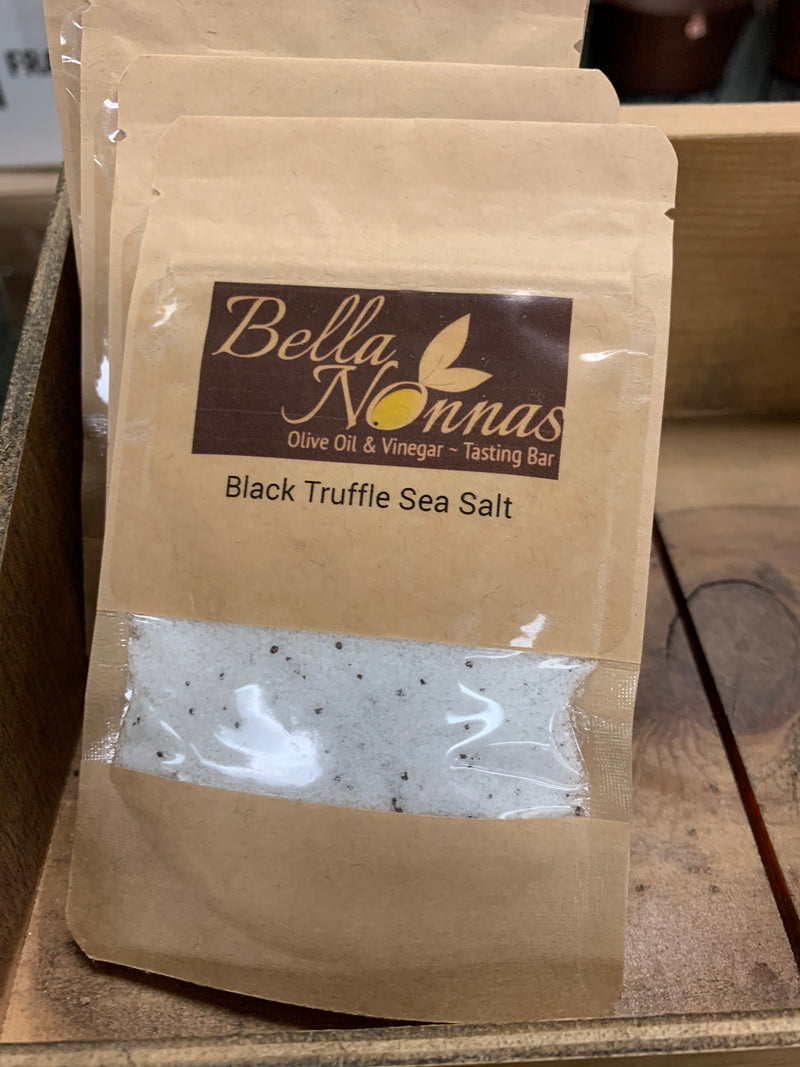 Bella
Nonnas
Olive Oil & Vinegar ~ Tasting Bar
Black Truffle Sea Salt